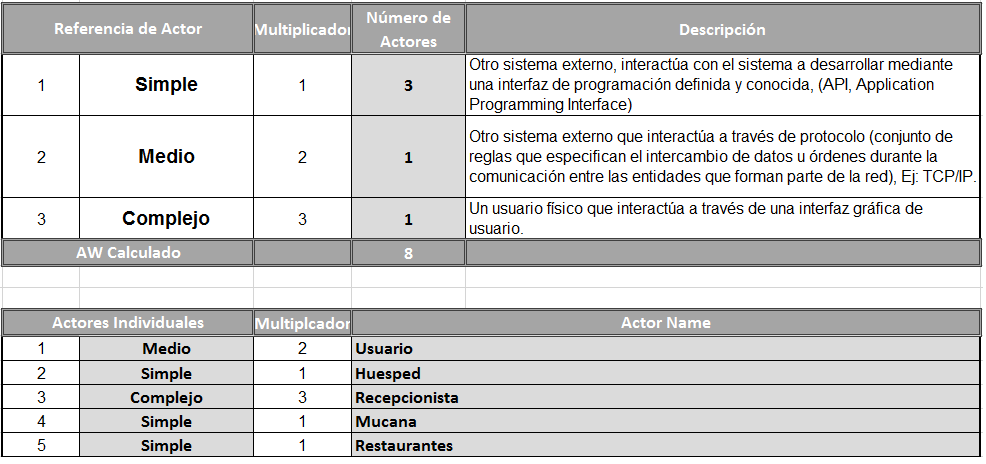 Referencia de Actor Multiplicador Número de Actores Descripción
1 Simple 1 3 Otro sistema externo, interactúa con el sistema a desarrollar mediante
una interfaz de programación definida y conocida, (API, Application
Programming Interface)
2 Medio 2 1 Otro sistema externo que interactúa a través de protocolo (conjunto de
reglas que especifican el intercambio de datos u órdenes durante la
comunicación entre las entidades que forman parte de la red), Ej: TCP/IP.
3 Complejo 3 1 Un usuario físico que interactúa a través de una interfaz gráfica de
usuario.
AW Calculado 8
Actores Individuales Multiplcador Actor Name
1 Medio 2 Usuario
2 Simple 1 Huesped
3 Complejo 3 Recepcionista
4 Simple 1 Mucana
5 Simple 1 Restaurantes